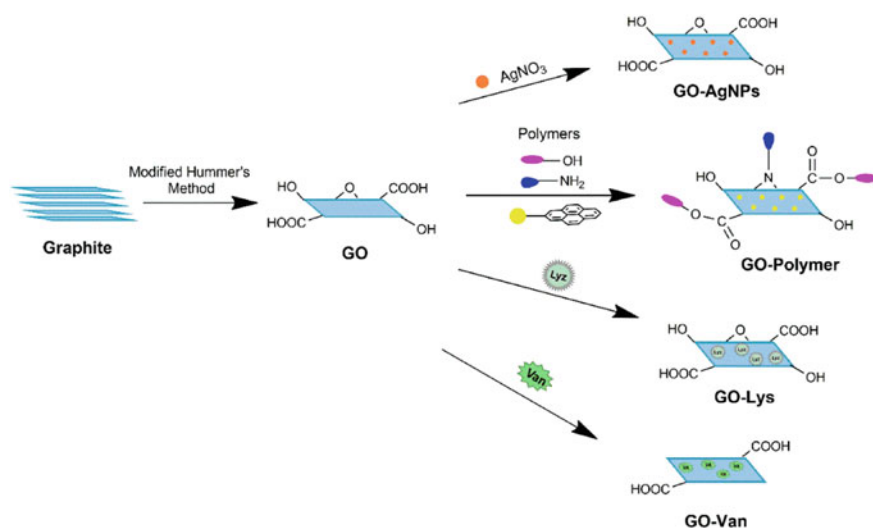 Graphite
Modified Hummer's
Method
HO
O
COOH
HOOC
OH
GO
AgNO3
HO
O
COOH
HOOC
OH
GO-AgNPs
Polymers
OH
NH2
HO
N
O
C
O
O
C
O
OH
GO-Polymer
Lyz
HO
O
COOH
HOOC
OH
GO-Lys
Van
COOH
HOOC
GO-Van